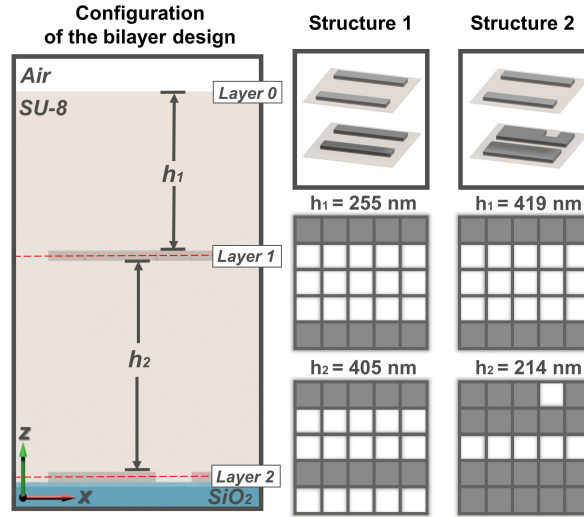 Configuration
of the bilayer design
Structure 1
Structure 2
Air
Layer 0
SU-8
h₁
Layer 1
h₂
z
x
Layer 2
SiO₂
h₁ = 255 nm
h₁ = 419 nm
h₂ = 405 nm
h₂ = 214 nm